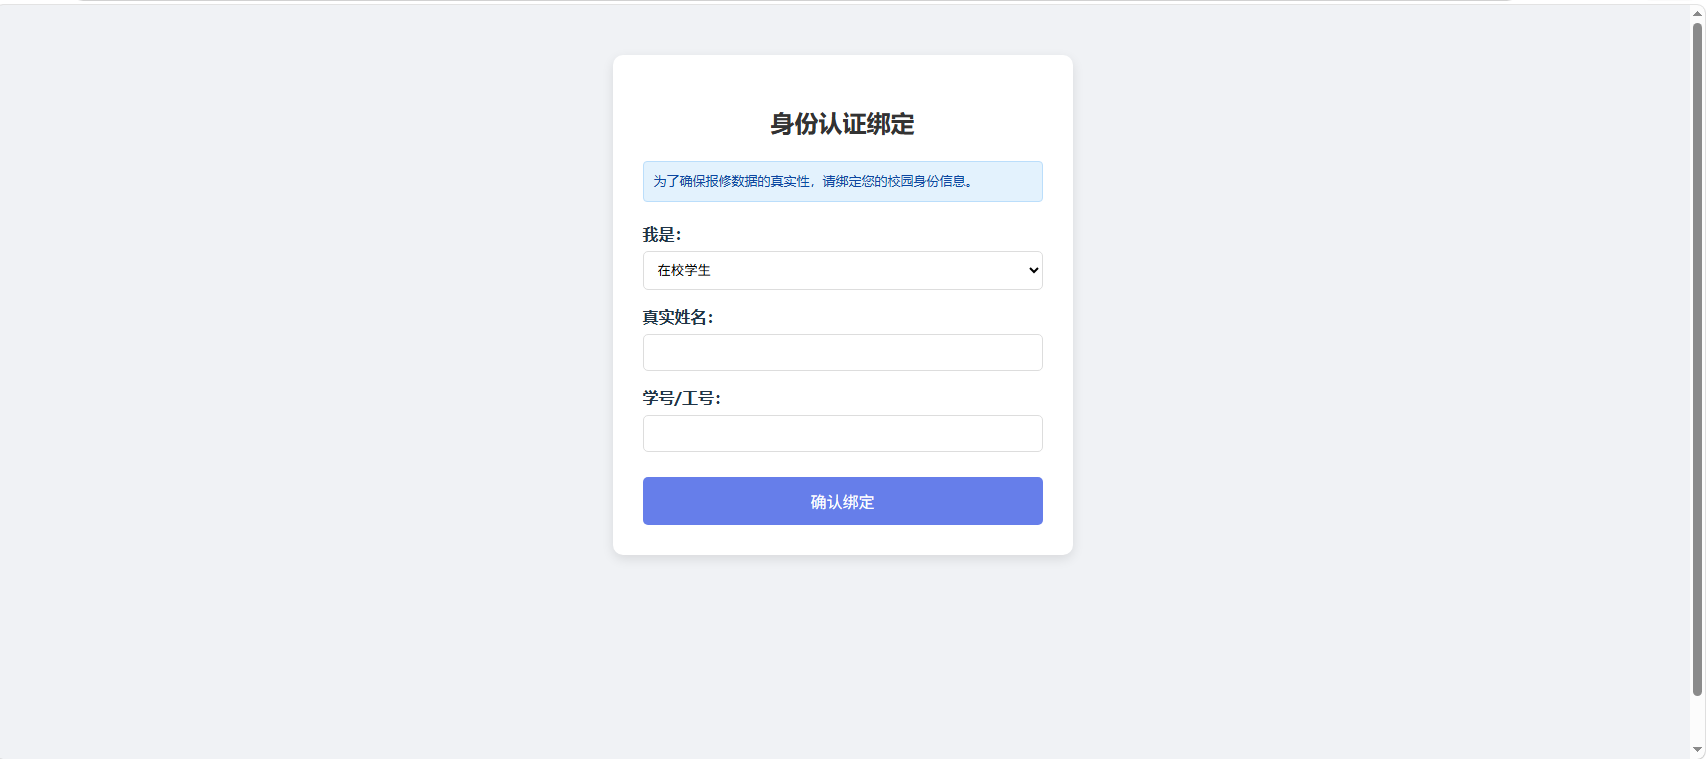 身份认证绑定
为了确保报修数据的真实性，请绑定您的校园身份信息。
我是：
在校学生
真实姓名：
学号/工号：
确认绑定